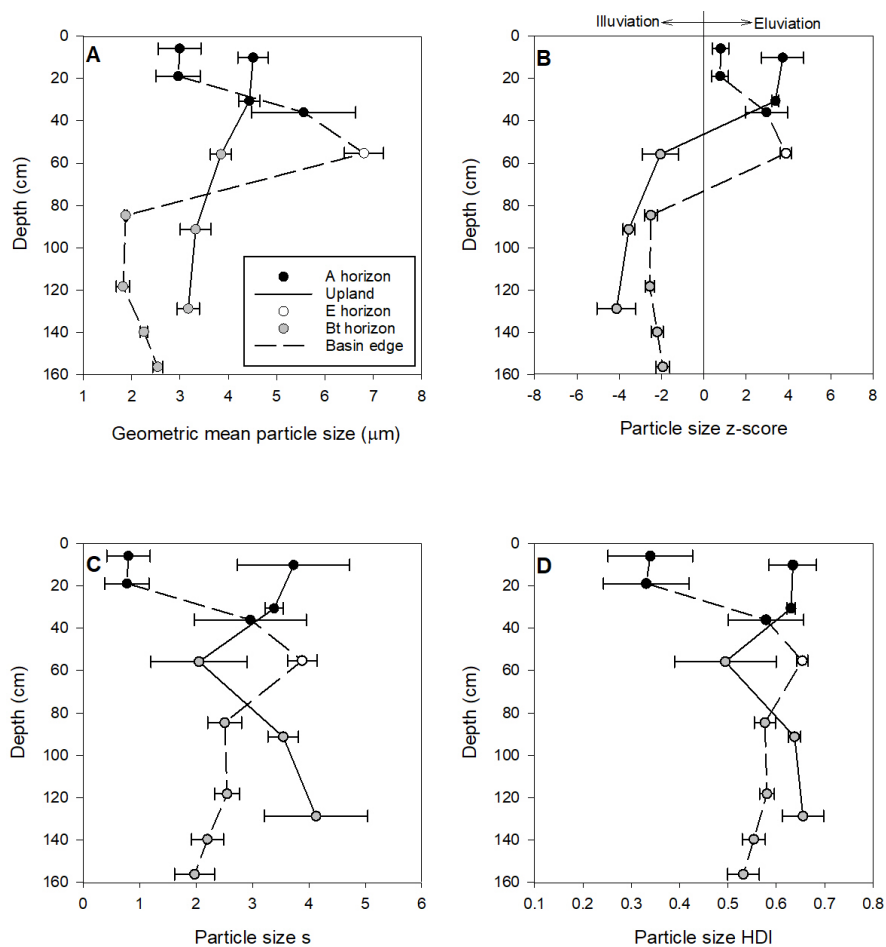 A
0
20
40
60
80
100
120
140
160
Depth (cm)
1 2 3 4 5 6 7 8
Geometric mean particle size (μm)
A horizon
Upland
E horizon
Bt horizon
Basin edge
Illuviation Eluviation
B
0
20
40
60
80
100
120
140
160
Depth (cm)
-8 -6 -4 -2 0 2 4 6 8
Particle size z-score
C
0
20
40
60
80
100
120
140
160
Depth (cm)
0 1 2 3 4 5 6
Particle size s
D
0
20
40
60
80
100
120
140
160
Depth (cm)
0.1 0.2 0.3 0.4 0.5 0.6 0.7 0.8
Particle size HDI